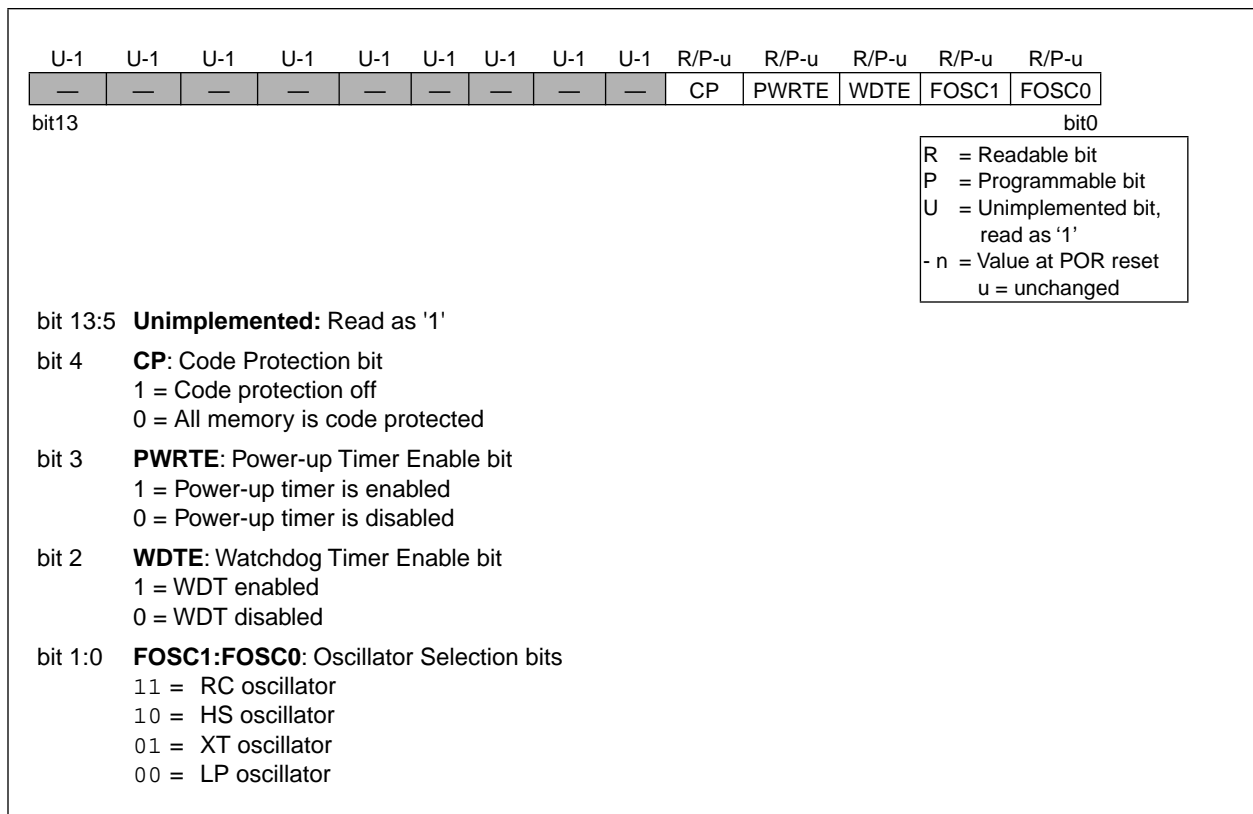 U-1 U-1 U-1 U-1 U-1 U-1 U-1 U-1 U-1 R/P-u R/P-u R/P-u R/P-u R/P-u
— — — — — — — — — CP PWRTE WDTE FOSC1 FOSC0
bit13 bit0
R = Readable bit
P = Programmable bit
U = Unimplemented bit,
read as ‘1’
- n = Value at POR reset
u = unchanged
bit 13:5 Unimplemented: Read as '1'
bit 4 CP: Code Protection bit
1 = Code protection off
0 = All memory is code protected
bit 3 PWRTE: Power-up Timer Enable bit
1 = Power-up timer is enabled
0 = Power-up timer is disabled
bit 2 WDTE: Watchdog Timer Enable bit
1 = WDT enabled
0 = WDT disabled
bit 1:0 FOSC1:FOSC0: Oscillator Selection bits
11 = RC oscillator
10 = HS oscillator
01 = XT oscillator
00 = LP oscillator